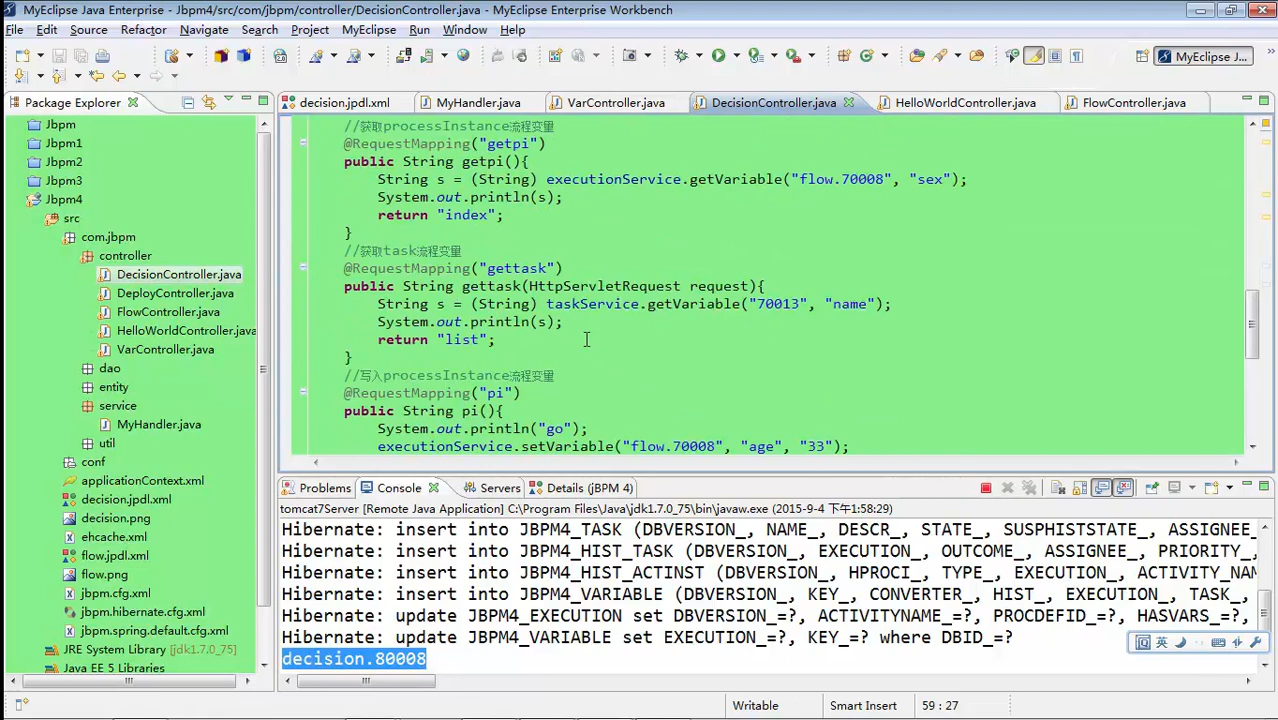 MyEclipse Java Enterprise - Jbpm4/src/com/jbpm/controller/DecisionController.java - MyEclipse Enterprise Workbench
File Edit Source Refactor Navigate Search Project MyEclipse Run Window Help
MyEclipse J...
Package Explorer
decision.jpdl.xml MyHandler.java VarController.java DecisionController.java HelloWorldController.java FlowController.java
Jbpm
Jbpm1
Jbpm2
Jbpm3
Jbpm4
src
com.jbpm
controller
DecisionController.java
DeployController.java
FlowController.java
HelloWorldController.java
VarController.java
dao
entity
service
MyHandler.java
util
conf
applicationContext.xml
decision.jpdl.xml
decision.png
ehcache.xml
flow.jpdl.xml
flow.png
jbpm.cfg.xml
jbpm.hibernate.cfg.xml
jbpm.spring.default.cfg.xml
JRE System Library [jdk1.7.0_75]
Java EE 5 Libraries
//获取processInstance流程变量
@RequestMapping("getpi")
public String getpi(){
String s = (String) executionService.getVariable("flow.70008", "sex");
System.out.println(s);
return "index";
}
//获取task流程变量
@RequestMapping("gettask")
public String gettask(HttpServletRequest request){
String s = (String) taskService.getVariable("70013", "name");
System.out.println(s);
return "list";
}
//写入processInstance流程变量
@RequestMapping("pi")
public String pi(){
System.out.println("go");
executionService.setVariable("flow.70008", "age", "33");
Problems Console Servers Details (jBPM 4)
tomcat7Server [Remote Java Application] C:\Program Files\Java\jdk1.7.0_75\bin\javaw.exe (2015-9-4 下午1:58:29)
Hibernate: insert into JBPM4_TASK (DBVERSION_, NAME_, DESCR_, STATE_, SUSPHISTSTATE_, ASSIGNEE_
Hibernate: insert into JBPM4_HIST_TASK (DBVERSION_, EXECUTION_, OUTCOME_, ASSIGNEE_, PRIORITY_,
Hibernate: insert into JBPM4_HIST_ACTINST (DBVERSION_, HPROCI_, TYPE_, EXECUTION_, ACTIVITY_NAM
Hibernate: insert into JBPM4_VARIABLE (DBVERSION_, KEY_, CONVERTER_, HIST_, EXECUTION_, TASK_,
Hibernate: update JBPM4_EXECUTION set DBVERSION_=?, ACTIVITYNAME_=?, PROCDEFID_=?, HASVARS_=?,
Hibernate: update JBPM4_VARIABLE set EXECUTION_=?, KEY_=? where DBID_=?
英
decision.80008
Writable Smart Insert 59 : 27